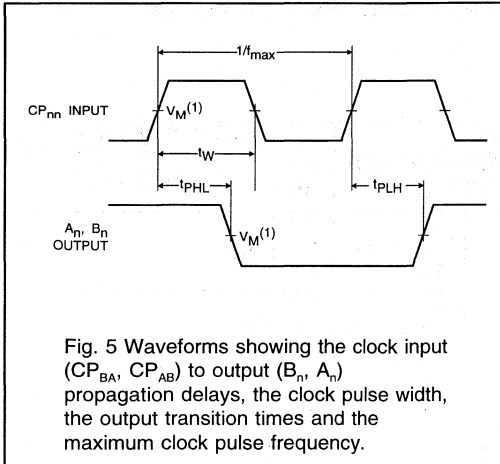 1/fmax
CPnn INPUT
VM(1)
tW
tPHL
tPLH
An, Bn
OUTPUT
VM(1)
Fig. 5 Waveforms showing the clock input
(CPBA, CPAB) to output (Bn, An)
propagation delays, the clock pulse width,
the output transition times and the
maximum clock pulse frequency.